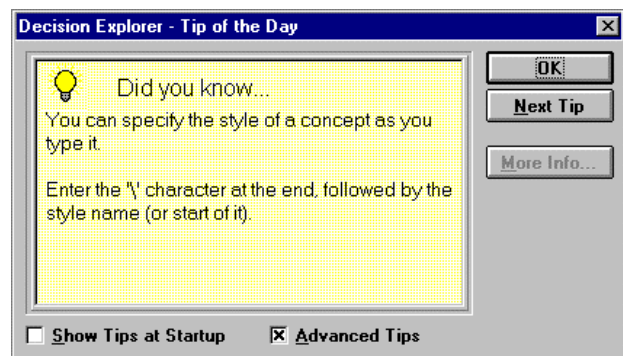 Decision Explorer - Tip of the Day
Did you know...
You can specify the style of a concept as you
type it.
Enter the '\' character at the end, followed by the
style name (or start of it).
OK
Next Tip
More Info...
Show Tips at Startup
Advanced Tips